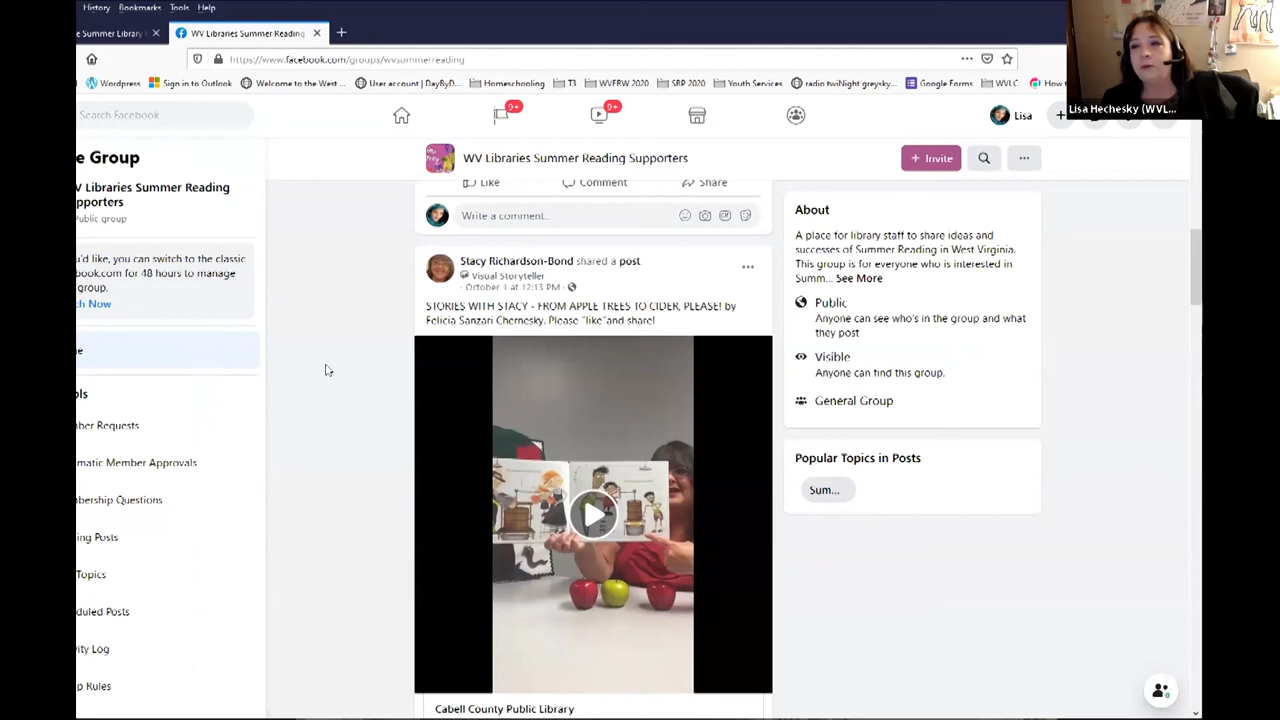 History Bookmarks Tools Help
e Summer Library
WV Libraries Summer Reading
https://www.facebook.com/groups/wvsummerreading
Wordpress
Sign in to Outlook
Welcome to the West ...
User account | DayByD...
Homeschooling
T3
WVFRW 2020
SRP 2020
Youth Services
radio twiNight greysky...
Google Forms
WVLC
How t
Lisa Hechesky (WVL...
Search Facebook
9+
9+
Lisa
e Group
V Libraries Summer Reading
pporters
Public group
u'd like, you can switch to the classic
book.com for 48 hours to manage
group.
ch Now
e
ols
ber Requests
matic Member Approvals
bership Questions
ing Posts
Topics
duled Posts
ity Log
p Rules
WV Libraries Summer Reading Supporters
Invite
Like
Comment
Share
Write a comment...
Stacy Richardson-Bond shared a post.
Visual Storyteller
· October 1 at 12:13 PM ·
STORIES WITH STACY - FROM APPLE TREES TO CIDER, PLEASE! by
Felicia Sanzari Chernesky. Please "like"and share!
Cabell County Public Library
About
A place for library staff to share ideas and
successes of Summer Reading in West Virginia.
This group is for everyone who is interested in
Summ... See More
Public
Anyone can see who's in the group and what
they post
Visible
Anyone can find this group.
General Group
Popular Topics in Posts
Sum...